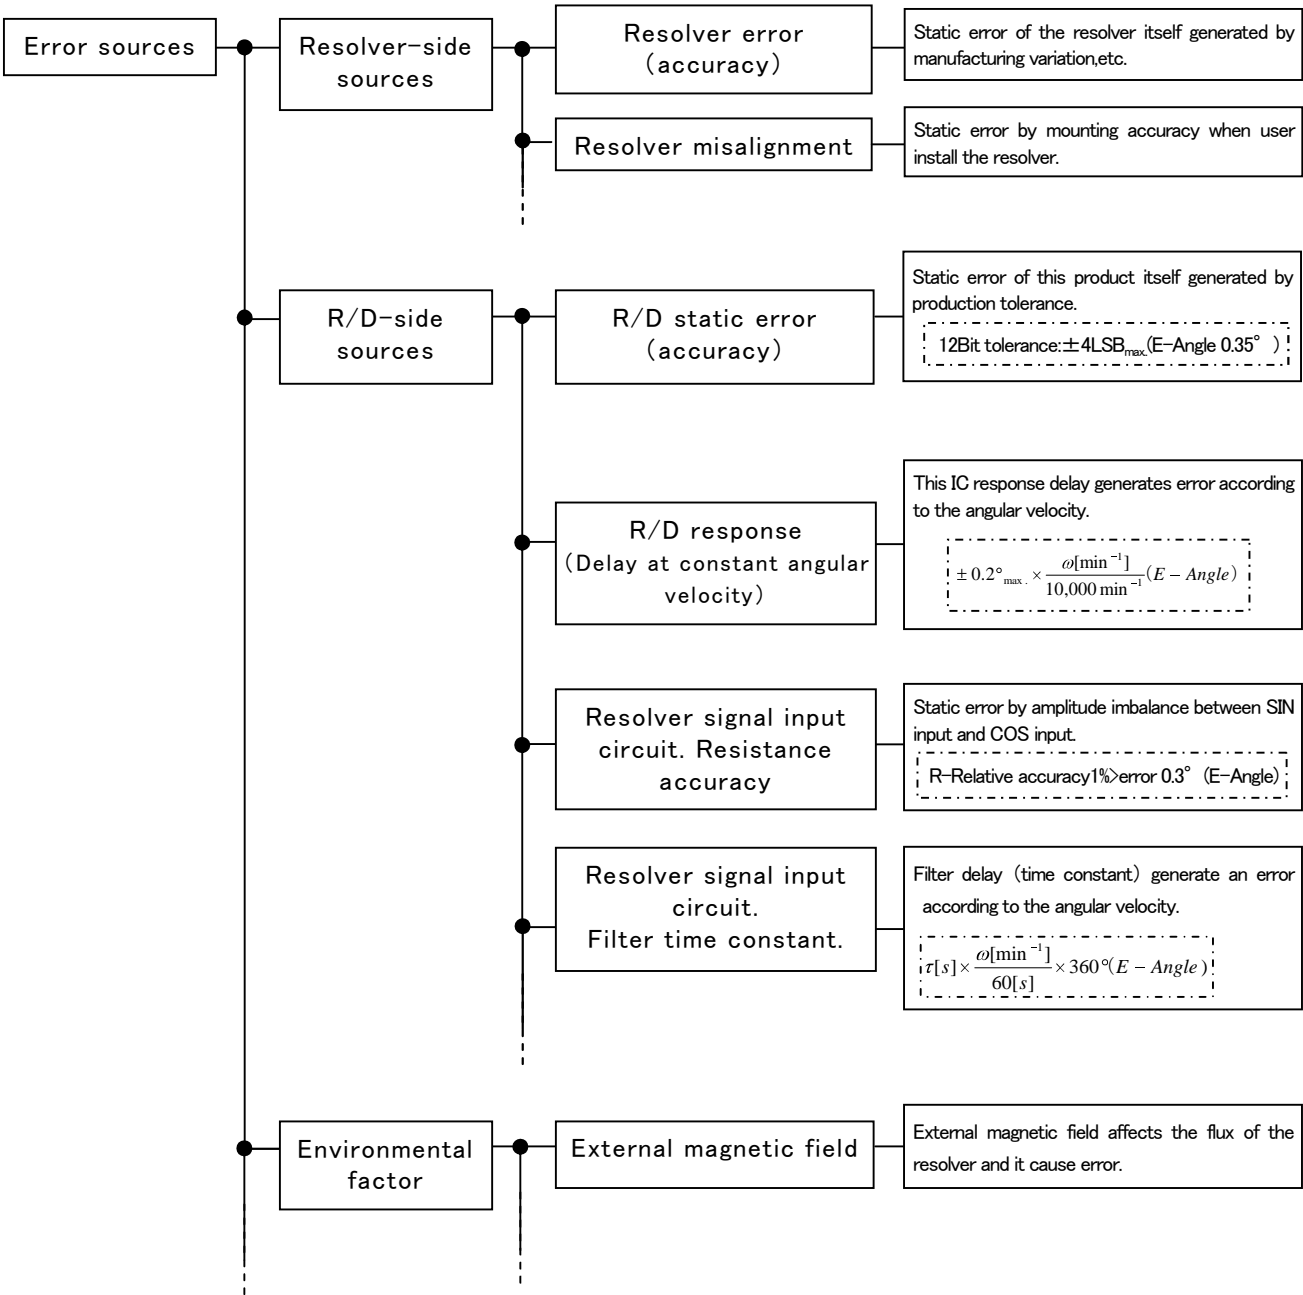 Error sources
Resolver-side
sources
Resolver error
(accuracy)
Static error of the resolver itself generated by
manufacturing variation,etc.
Resolver misalignment
Static error by mounting accuracy when user
install the resolver.
R/D-side
sources
R/D static error
(accuracy)
Static error of this product itself generated by
production tolerance.
12Bit tolerance:±4LSBmax.(E-Angle 0.35°)
R/D response
(Delay at constant angular
velocity)
This IC response delay generates error according
to the angular velocity.
± 0.2° max. × ω[min⁻¹] / 10,000 min⁻¹ (E − Angle)
Resolver signal input
circuit. Resistance
accuracy
Static error by amplitude imbalance between SIN
input and COS input.
R-Relative accuracy1%>error 0.3° (E-Angle)
Resolver signal input
circuit.
Filter time constant.
Filter delay (time constant) generate an error
according to the angular velocity.
τ[s] × ω[min⁻¹] / 60[s] × 360°(E − Angle)
Environmental
factor
External magnetic field
External magnetic field affects the flux of the
resolver and it cause error.